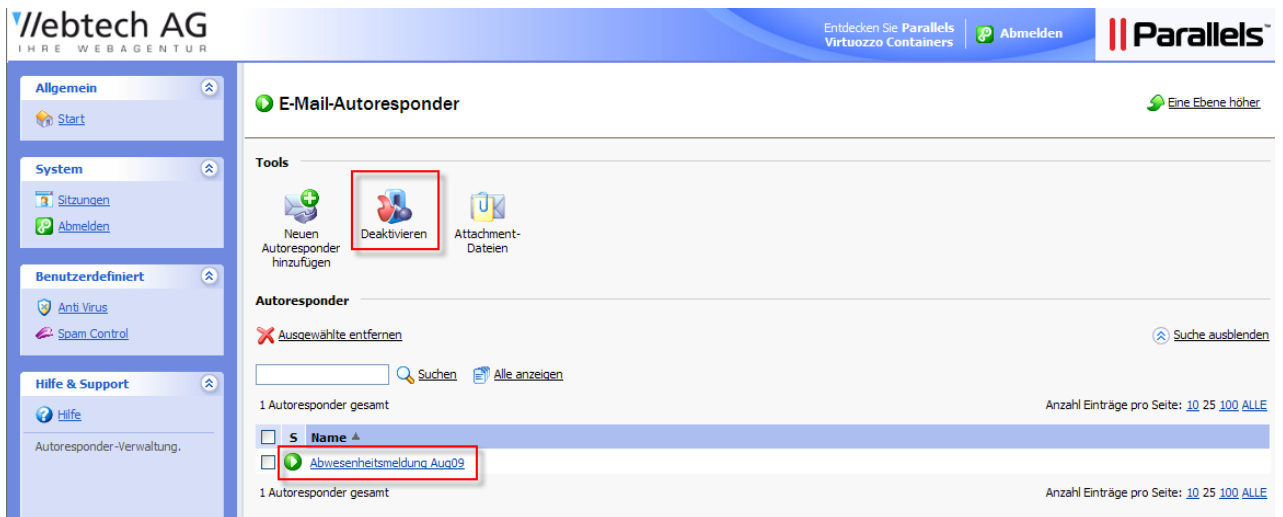 Webtech AG
IHRE WEBAGENTUR
Entdecken Sie Parallels
Virtuozzo Containers
Abmelden
Parallels™
Allgemein
Start
System
Sitzungen
Abmelden
Benutzerdefiniert
Anti Virus
Spam Control
Hilfe & Support
Hilfe
Autoresponder-Verwaltung.
E-Mail-Autoresponder
Eine Ebene höher
Tools
Neuen
Autoresponder
hinzufügen
Deaktivieren
Attachment-
Dateien
Autoresponder
Ausgewählte entfernen
Suche ausblenden
Suchen
Alle anzeigen
1 Autoresponder gesamt
Anzahl Einträge pro Seite: 10 25 100 ALLE
S Name
Abwesenheitsmeldung Aug09
1 Autoresponder gesamt
Anzahl Einträge pro Seite: 10 25 100 ALLE